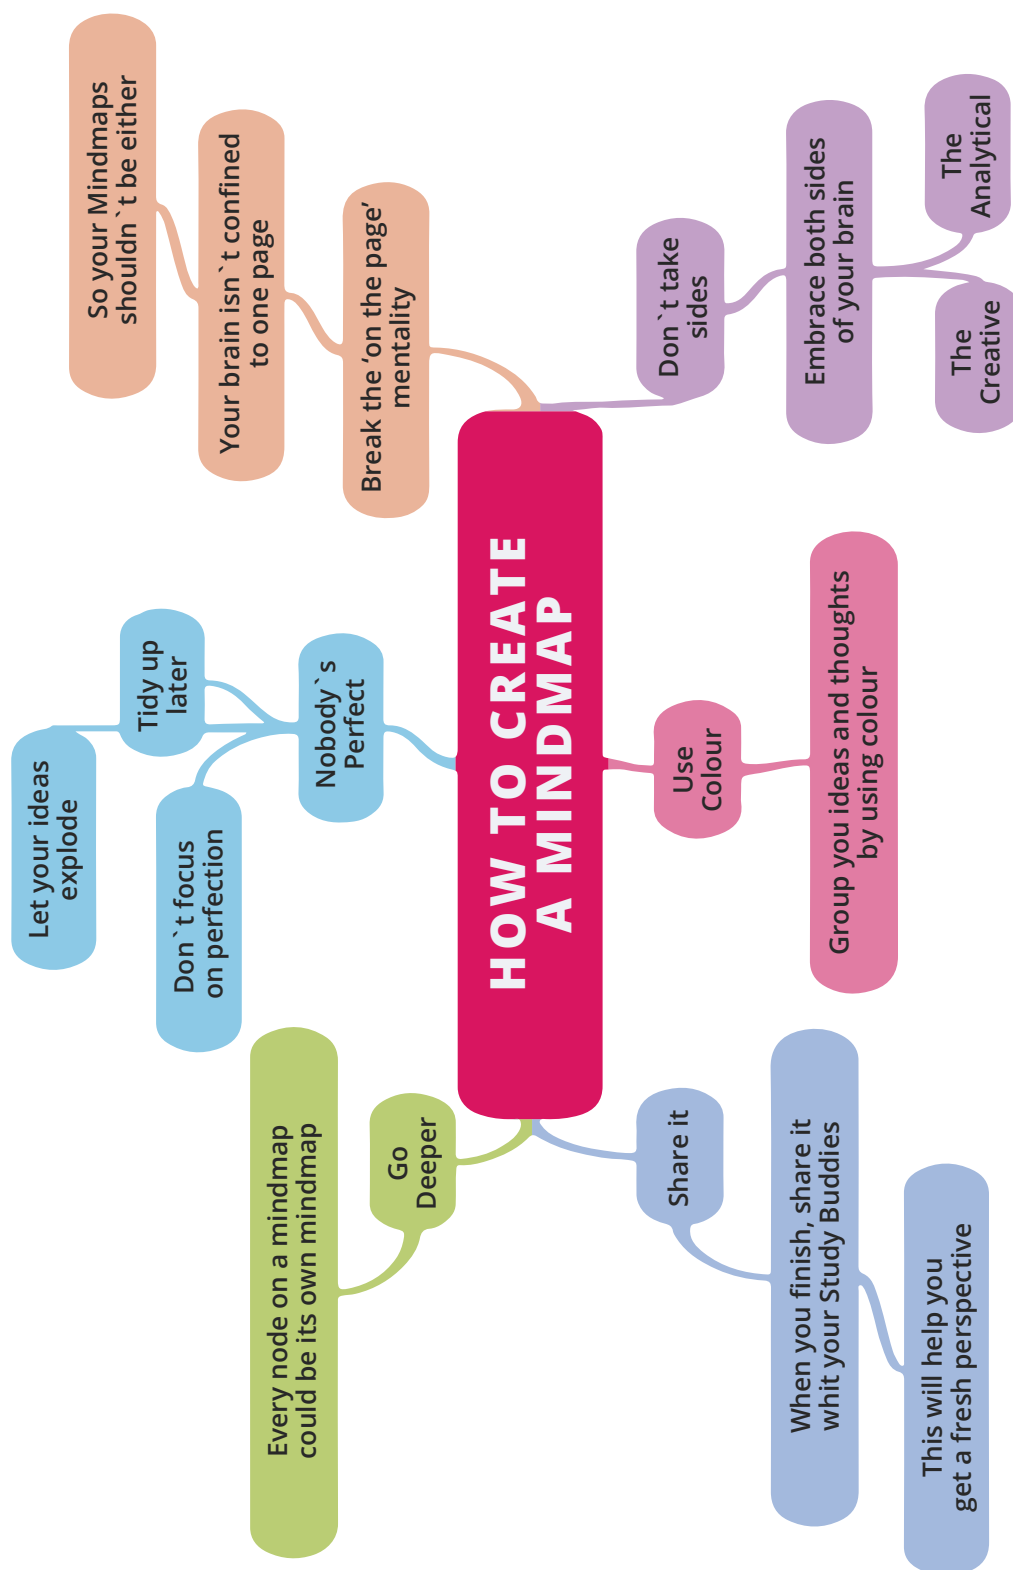 HOW TO CREATE
A MINDMAP
Go
Deeper
Every node on a mindmap
could be its own mindmap
Nobody`s
Perfect
Don`t focus
on perfection
Tidy up
later
Let your ideas
explode
Break the ‘on the page’
mentality
Your brain isn`t confined
to one page
So your Mindmaps
shouldn`t be either
Share it
When you finish, share it
whit your Study Buddies
This will help you
get a fresh perspective
Use
Colour
Group you ideas and thoughts
by using colour
Don`t take
sides
Embrace both sides
of your brain
The
Creative
The
Analytical